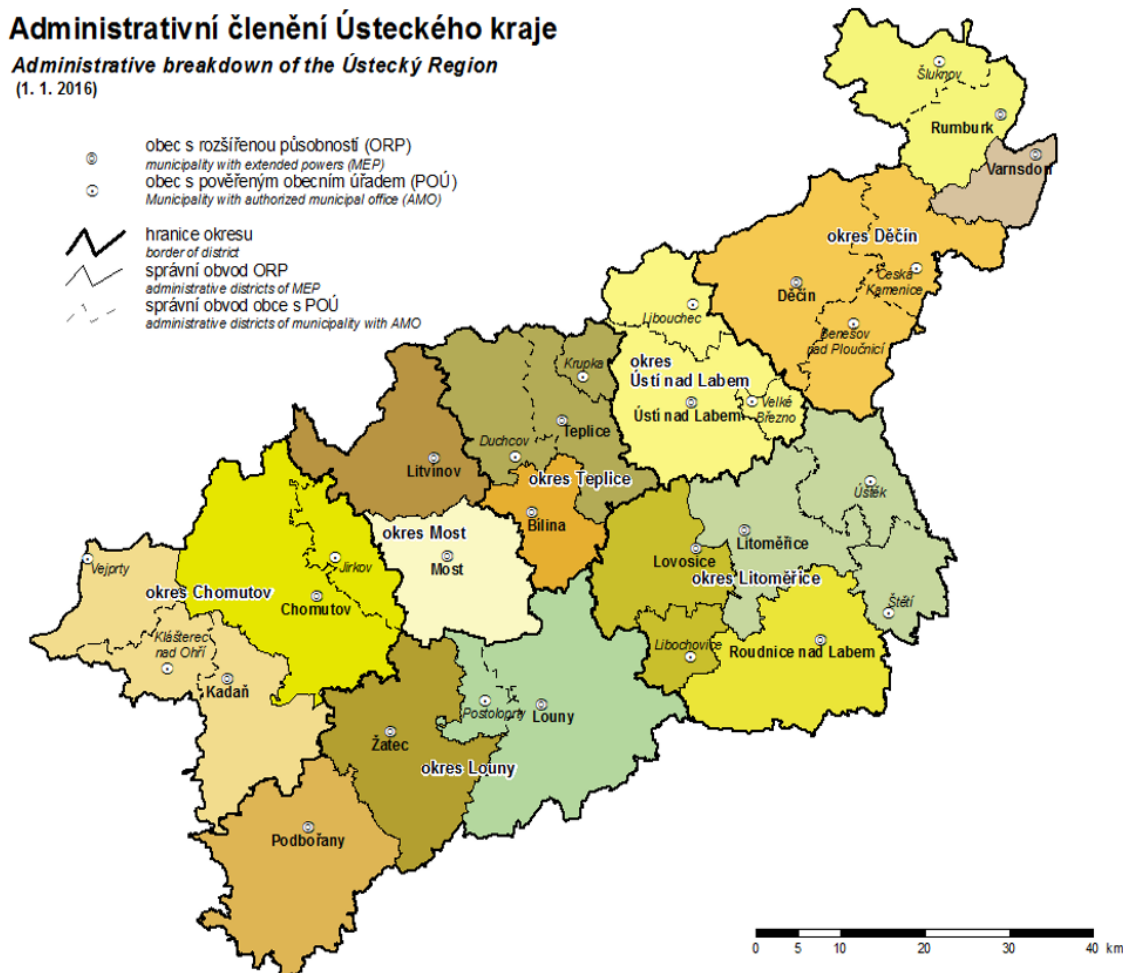 Administrativní členění Ústeckého kraje
Administrative breakdown of the Ústecký Region
(1. 1. 2016)
obec s rozšířenou působností (ORP)
municipality with extended powers (MEP)
obec s pověřeným obecním úřadem (POÚ)
Municipality with authorized municipal office (AMO)
hranice okresu
border of district
správní obvod ORP
administrative districts of MEP
správní obvod obce s POÚ
administrative districts of municipality with AMO
Šluknov
Rumburk
Varnsdorf
okres Děčín
Česká
Kamenice
Děčín
Benešov
nad Ploučnicí
Libouchec
okres
Ústí nad Labem
Ústí nad Labem
Velké
Březno
Krupka
Teplice
Duchcov
okres Teplice
Bílina
Litvínov
okres Most
Most
Úštěk
Litoměřice
Lovosice
okres Litoměřice
Štětí
Libochovice
Roudnice nad Labem
Vejprty
Jirkov
okres Chomutov
Chomutov
Klášterec
nad Ohří
Kadaň
Postoloprty
Louny
Žatec
okres Louny
Podbořany
0 5 10 20 30 40 km